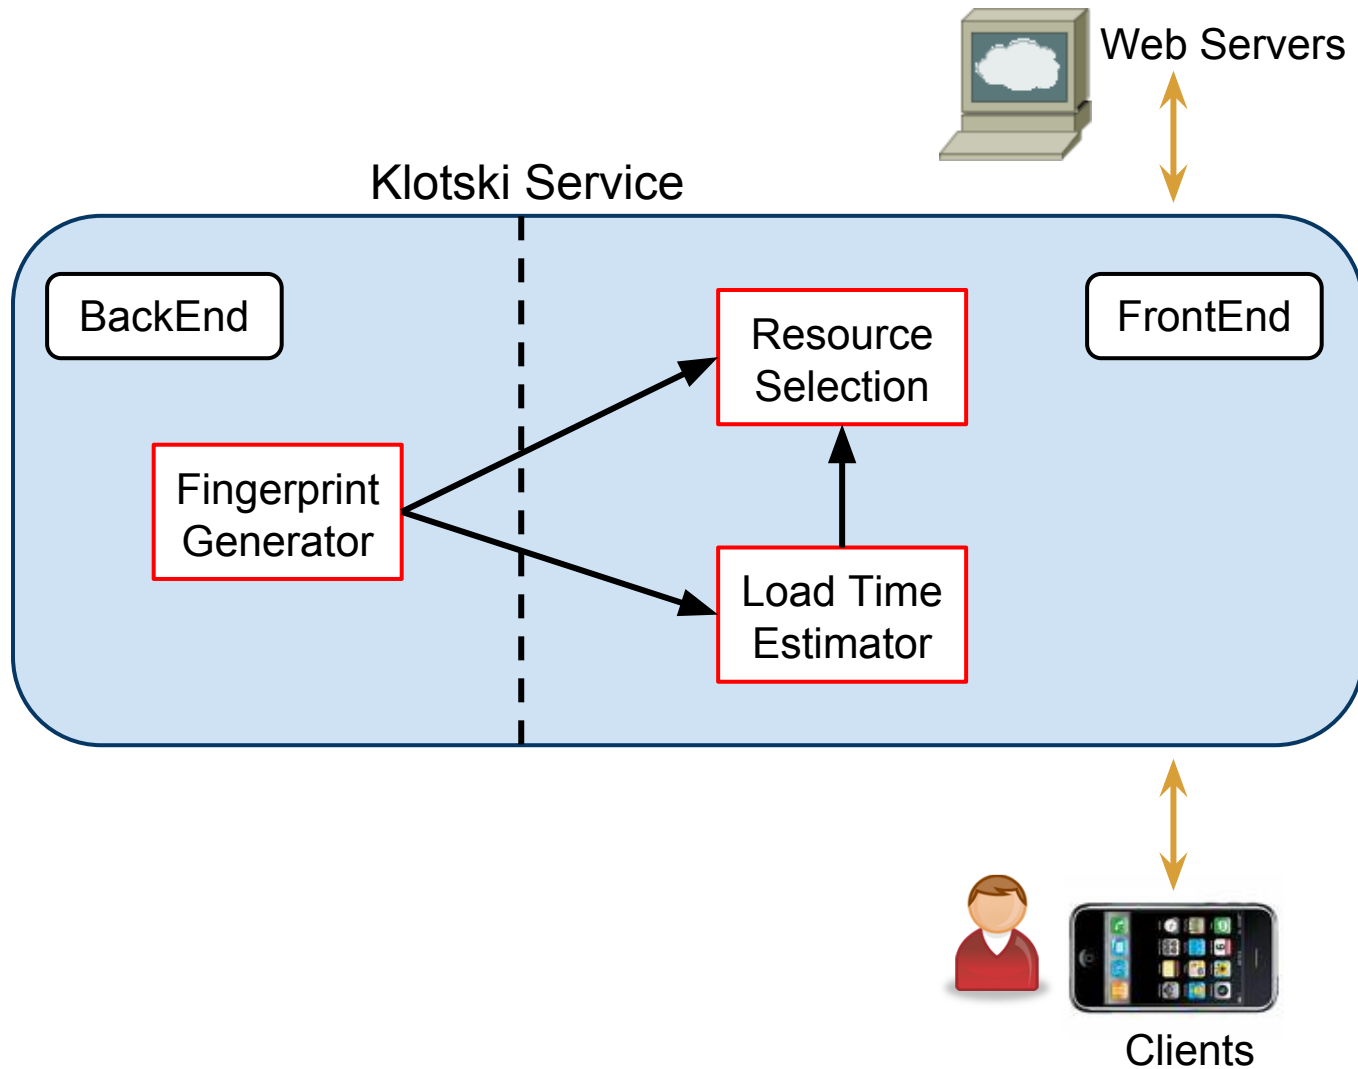 Web Servers
Klotski Service
BackEnd
FrontEnd
Resource
Selection
Fingerprint
Generator
Load Time
Estimator
Clients